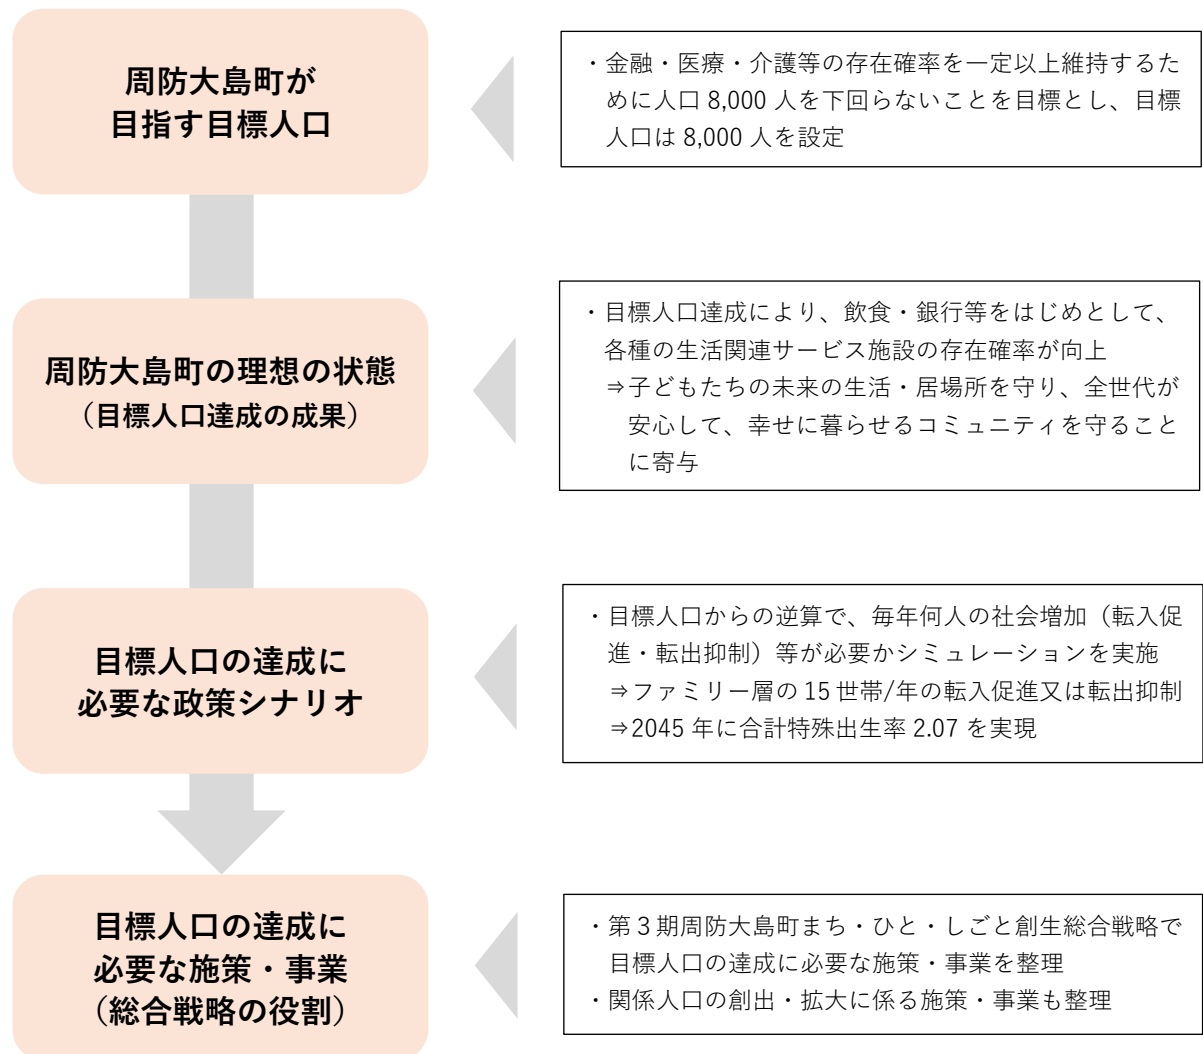 周防大島町が
目指す目標人口
・金融・医療・介護等の存在確率を一定以上維持するた
めに人口 8,000 人を下回らないことを目標とし、目標
人口は 8,000 人を設定
周防大島町の理想の状態
（目標人口達成の成果）
・目標人口達成により、飲食・銀行等をはじめとして、
各種の生活関連サービス施設の存在確率が向上
⇒子どもたちの未来の生活・居場所を守り、全世代が
安心して、幸せに暮らせるコミュニティを守ること
に寄与
目標人口の達成に
必要な政策シナリオ
・目標人口からの逆算で、毎年何人の社会増加（転入促
進・転出抑制）等が必要かシミュレーションを実施
⇒ファミリー層の 15 世帯/年の転入促進又は転出抑制
⇒2045 年に合計特殊出生率 2.07 を実現
目標人口の達成に
必要な施策・事業
（総合戦略の役割）
・第３期周防大島町まち・ひと・しごと創生総合戦略で
目標人口の達成に必要な施策・事業を整理
・関係人口の創出・拡大に係る施策・事業も整理